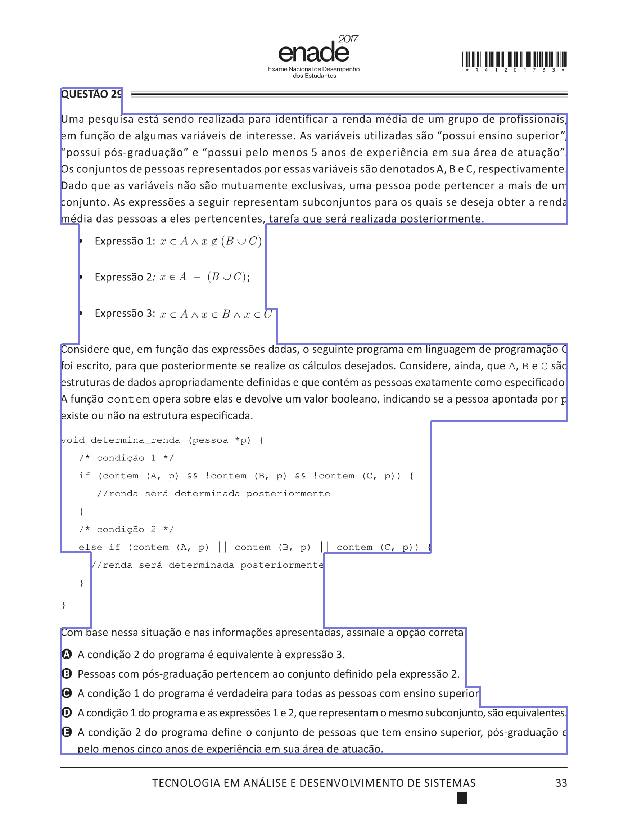 2017
enade
Exame Nacional de Desempenho
dos Estudantes
*R4120175 3*
QUESTÃO 29
Uma pesquisa está sendo realizada para identificar a renda média de um grupo de profissionais,
em função de algumas variáveis de interesse. As variáveis utilizadas são “possui ensino superior”,
“possui pós-graduação” e “possui pelo menos 5 anos de experiência em sua área de atuação”.
Os conjuntos de pessoas representados por essas variáveis são denotados A, B e C, respectivamente.
Dado que as variáveis não são mutuamente exclusivas, uma pessoa pode pertencer a mais de um
conjunto. As expressões a seguir representam subconjuntos para os quais se deseja obter a renda
média das pessoas a eles pertencentes, tarefa que será realizada posteriormente.
• Expressão 1: x ∈ A ∧ x ∉ (B ∪ C)
• Expressão 2: x ∈ A − (B ∪ C);
• Expressão 3: x ∈ A ∧ x ∈ B ∧ x ∈ C
Considere que, em função das expressões dadas, o seguinte programa em linguagem de programação C
foi escrito, para que posteriormente se realize os cálculos desejados. Considere, ainda, que A, B e C são
estruturas de dados apropriadamente definidas e que contém as pessoas exatamente como especificado.
A função contem opera sobre elas e devolve um valor booleano, indicando se a pessoa apontada por p
existe ou não na estrutura especificada.
void determina_renda (pessoa *p) {
/* condição 1 */
if (contem (A, p) && !contem (B, p) && !contem (C, p)) {
//renda será determinada posteriormente
}
/* condição 2 */
else if (contem (A, p) || contem (B, p) || contem (C, p)) {
//renda será determinada posteriormente
}
}
Com base nessa situação e nas informações apresentadas, assinale a opção correta
A A condição 2 do programa é equivalente à expressão 3.
B Pessoas com pós-graduação pertencem ao conjunto definido pela expressão 2.
C A condição 1 do programa é verdadeira para todas as pessoas com ensino superior
D A condição 1 do programa e as expressões 1 e 2, que representam o mesmo subconjunto, são equivalentes.
E A condição 2 do programa define o conjunto de pessoas que tem ensino superior, pós-graduação e
pelo menos cinco anos de experiência em sua área de atuação.
TECNOLOGIA EM ANÁLISE E DESENVOLVIMENTO DE SISTEMAS 33